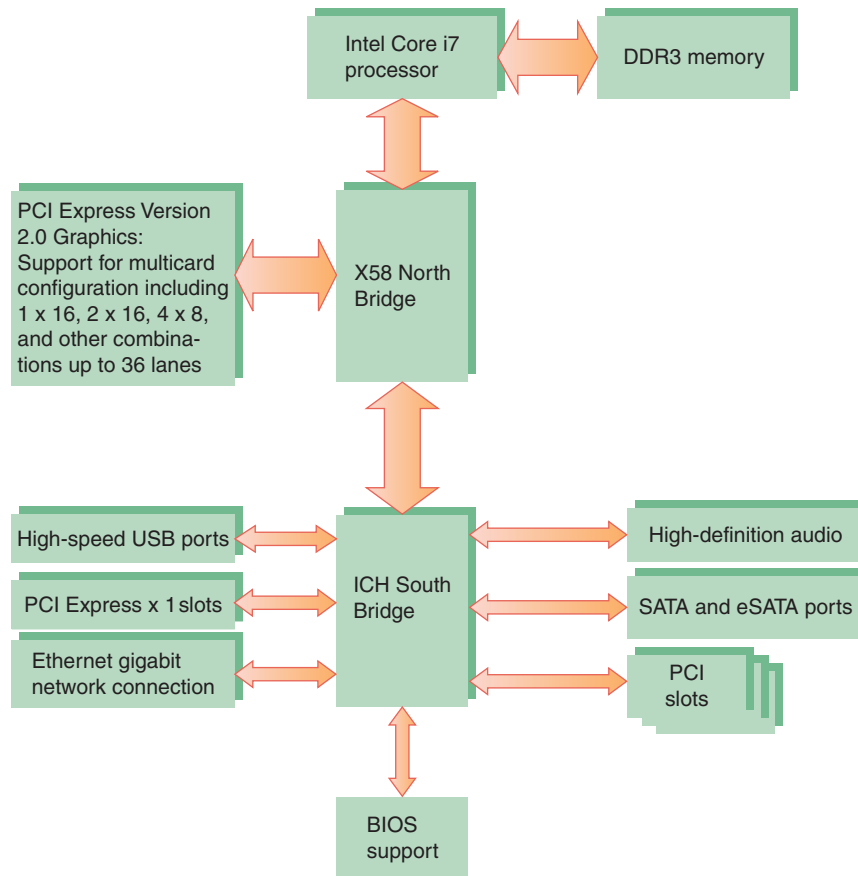 Intel Core i7
processor
DDR3 memory
PCI Express Version
2.0 Graphics:
Support for multicard
configuration including
1 x 16, 2 x 16, 4 x 8,
and other combina-
tions up to 36 lanes
X58 North
Bridge
High-speed USB ports
PCI Express x 1 slots
Ethernet gigabit
network connection
ICH South
Bridge
High-definition audio
SATA and eSATA ports
PCI
slots
BIOS
support